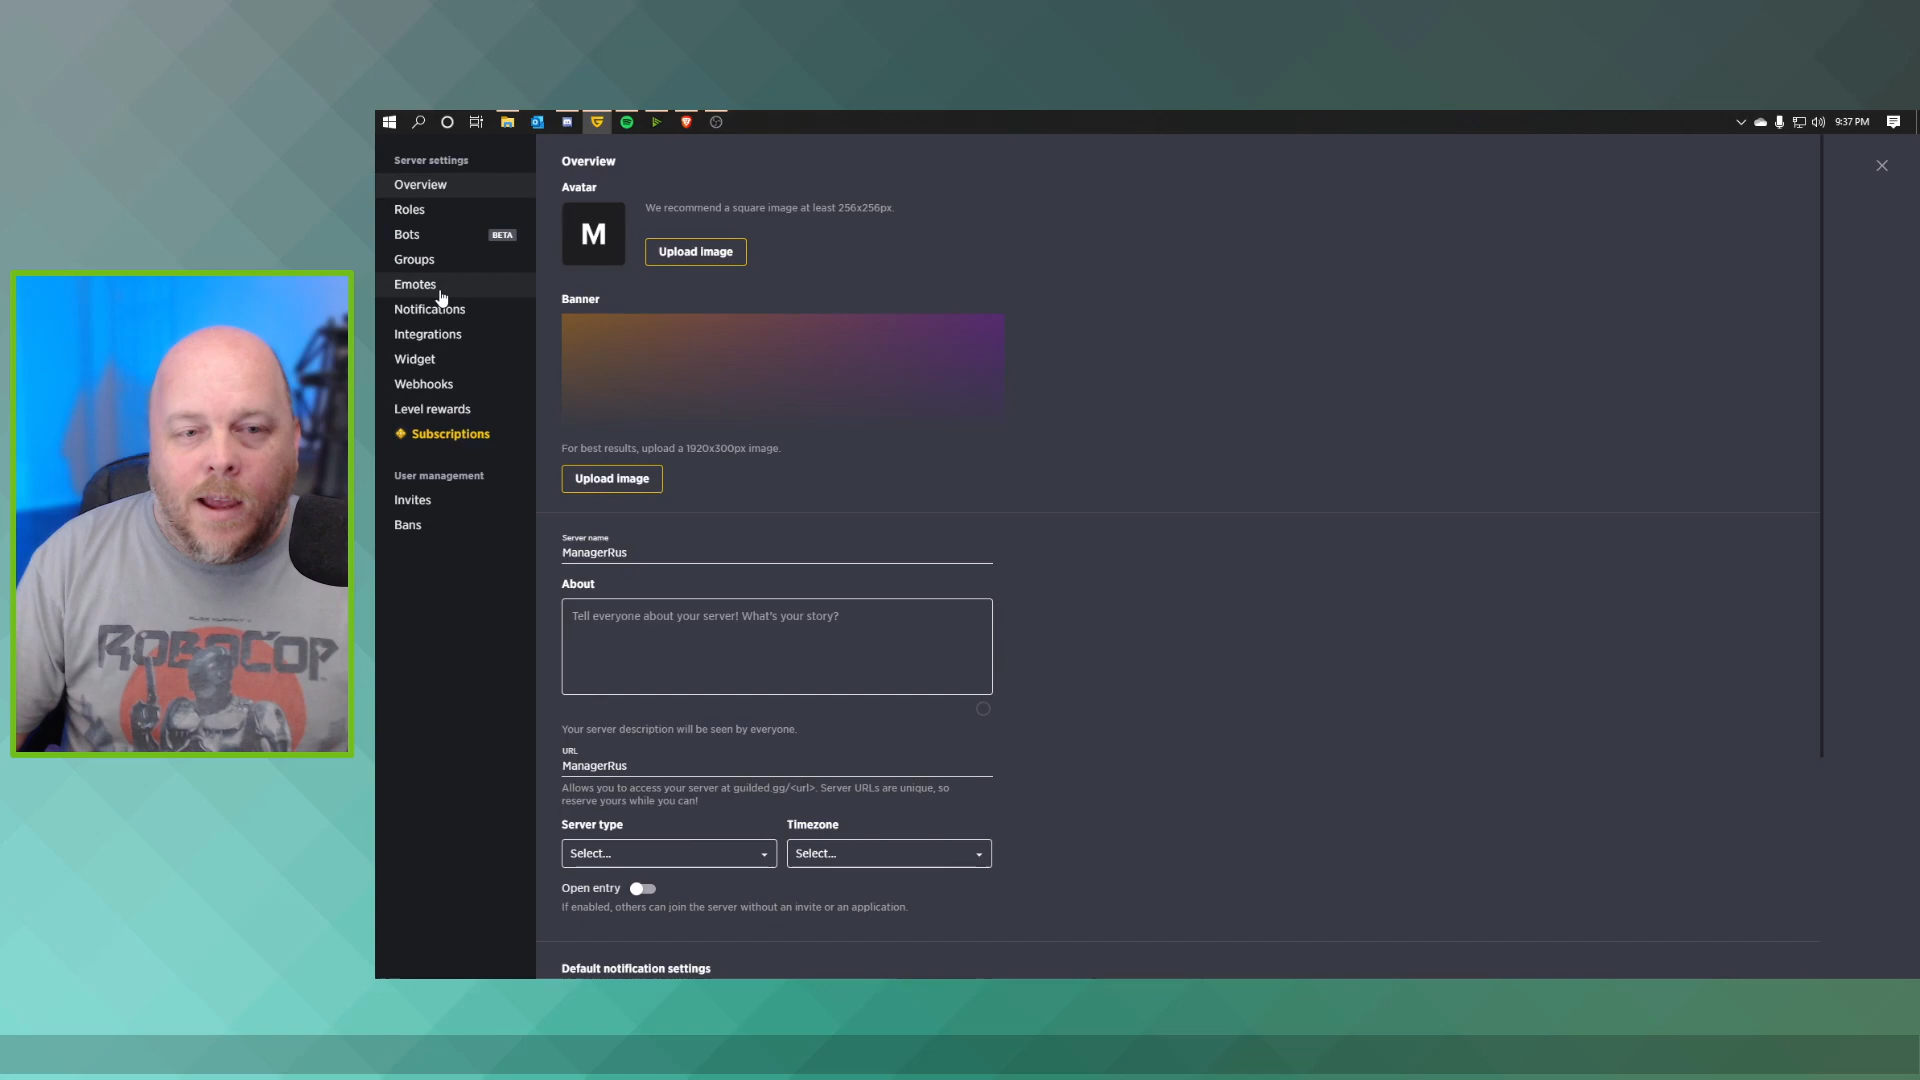 9:37 PM
Server settings
Overview
Roles
Bots
BETA
Groups
Emotes
Notifications
Integrations
Widget
Webhooks
Level rewards
Subscriptions
User management
Invites
Bans
Overview
Avatar
M
We recommend a square image at least 256x256px.
Upload image
Banner
For best results, upload a 1920x300px image.
Upload image
Server name
ManagerRus
About
Tell everyone about your server! What's your story?
Your server description will be seen by everyone.
URL
ManagerRus
Allows you to access your server at guilded.gg/<url>. Server URLs are unique, so
reserve yours while you can!
Server type
Timezone
Select...
Select...
Open entry
If enabled, others can join the server without an invite or an application.
Default notification settings
ROBOCOP